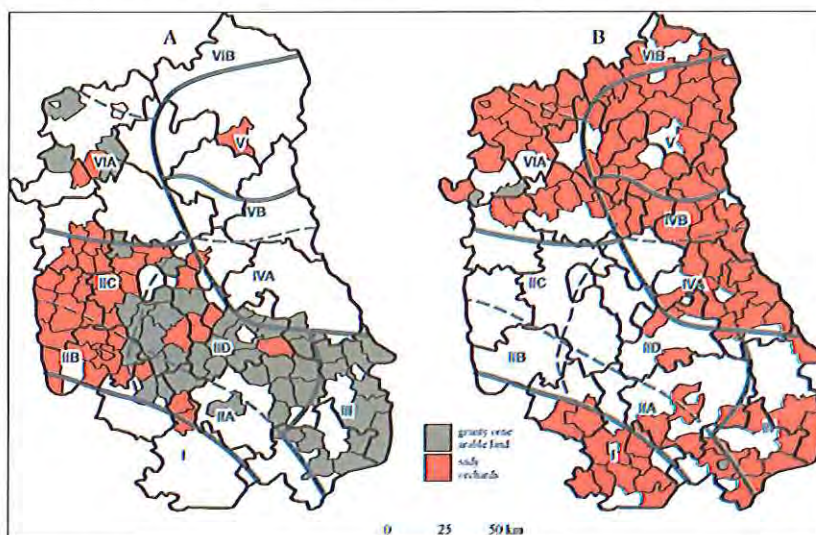 A
VIB
V
VIA
VB
IVA
IIC
IID
IIB
IIA
III
I
B
VIB
V
VIA
IVB
IVA
IIC
IIB
IID
IIA
I
grunty orne
arable land
sady
orchards
0 25 50 km